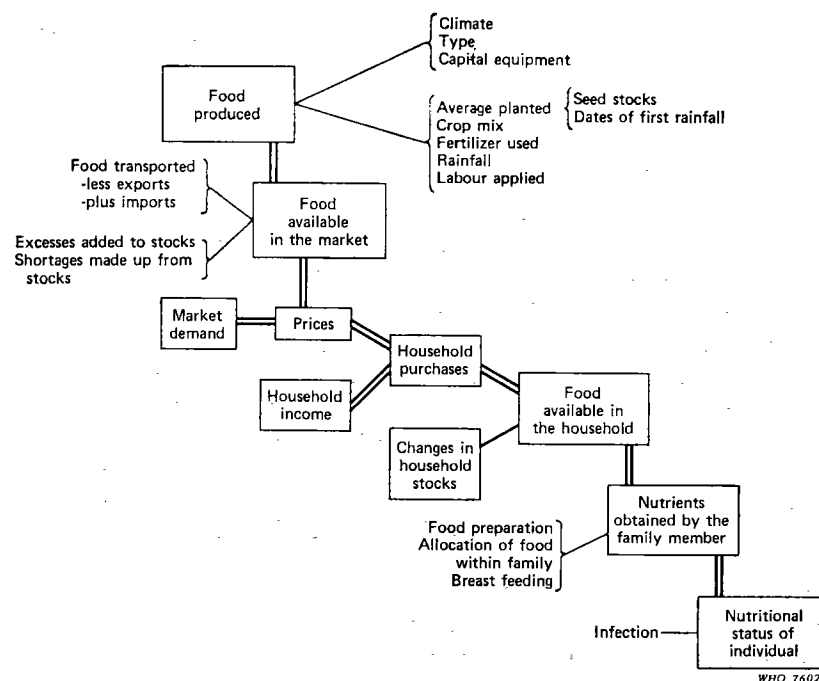 Climate
Type
Capital equipment
Food
produced
Average planted
Crop mix
Fertilizer used
Rainfall
Labour applied
Seed stocks
Dates of first rainfall
Food transported
-less exports
-plus imports
Food
available
in the market
Excesses added to stocks
Shortages made up from
stocks
Market
demand
Prices
Household
purchases
Household
income
Food
available in
the household
Changes in
household
stocks
Nutrients
obtained by the
family member
Food preparation
Allocation of food
within family
Breast feeding
Infection
Nutritional
status of
individual
WHO 7602